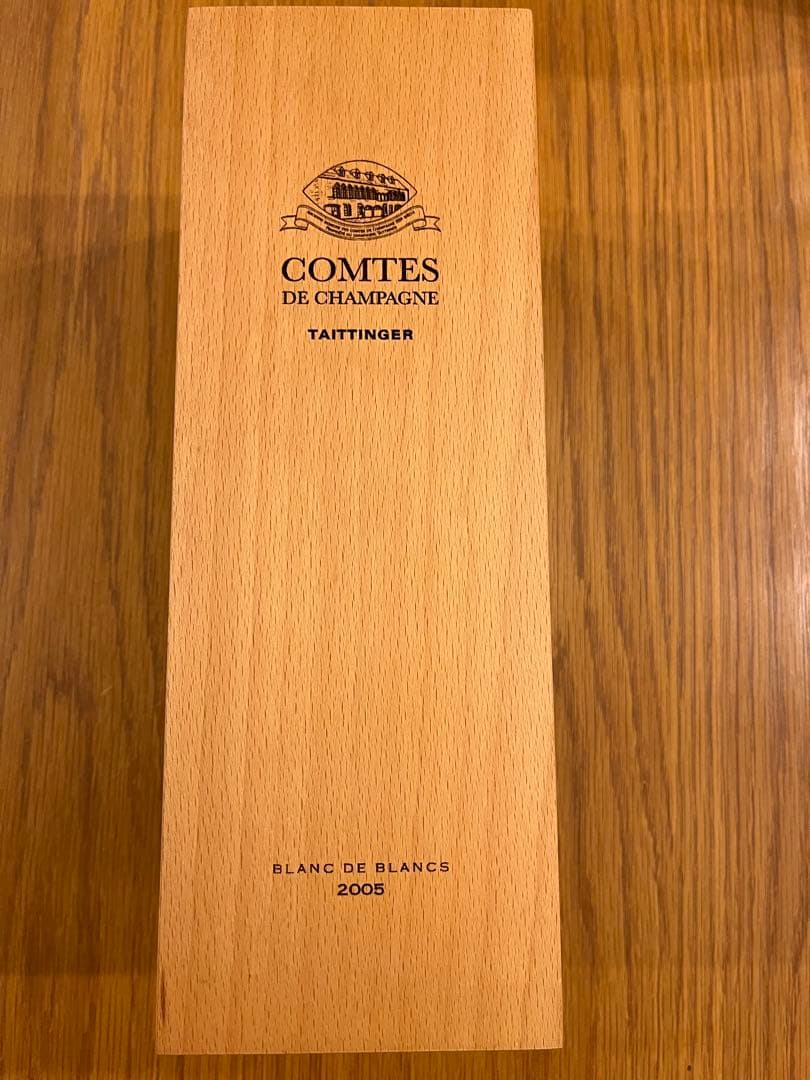 COMTES
DE CHAMPAGNE
TAITTINGER
BLANC DE BLANCS
2005